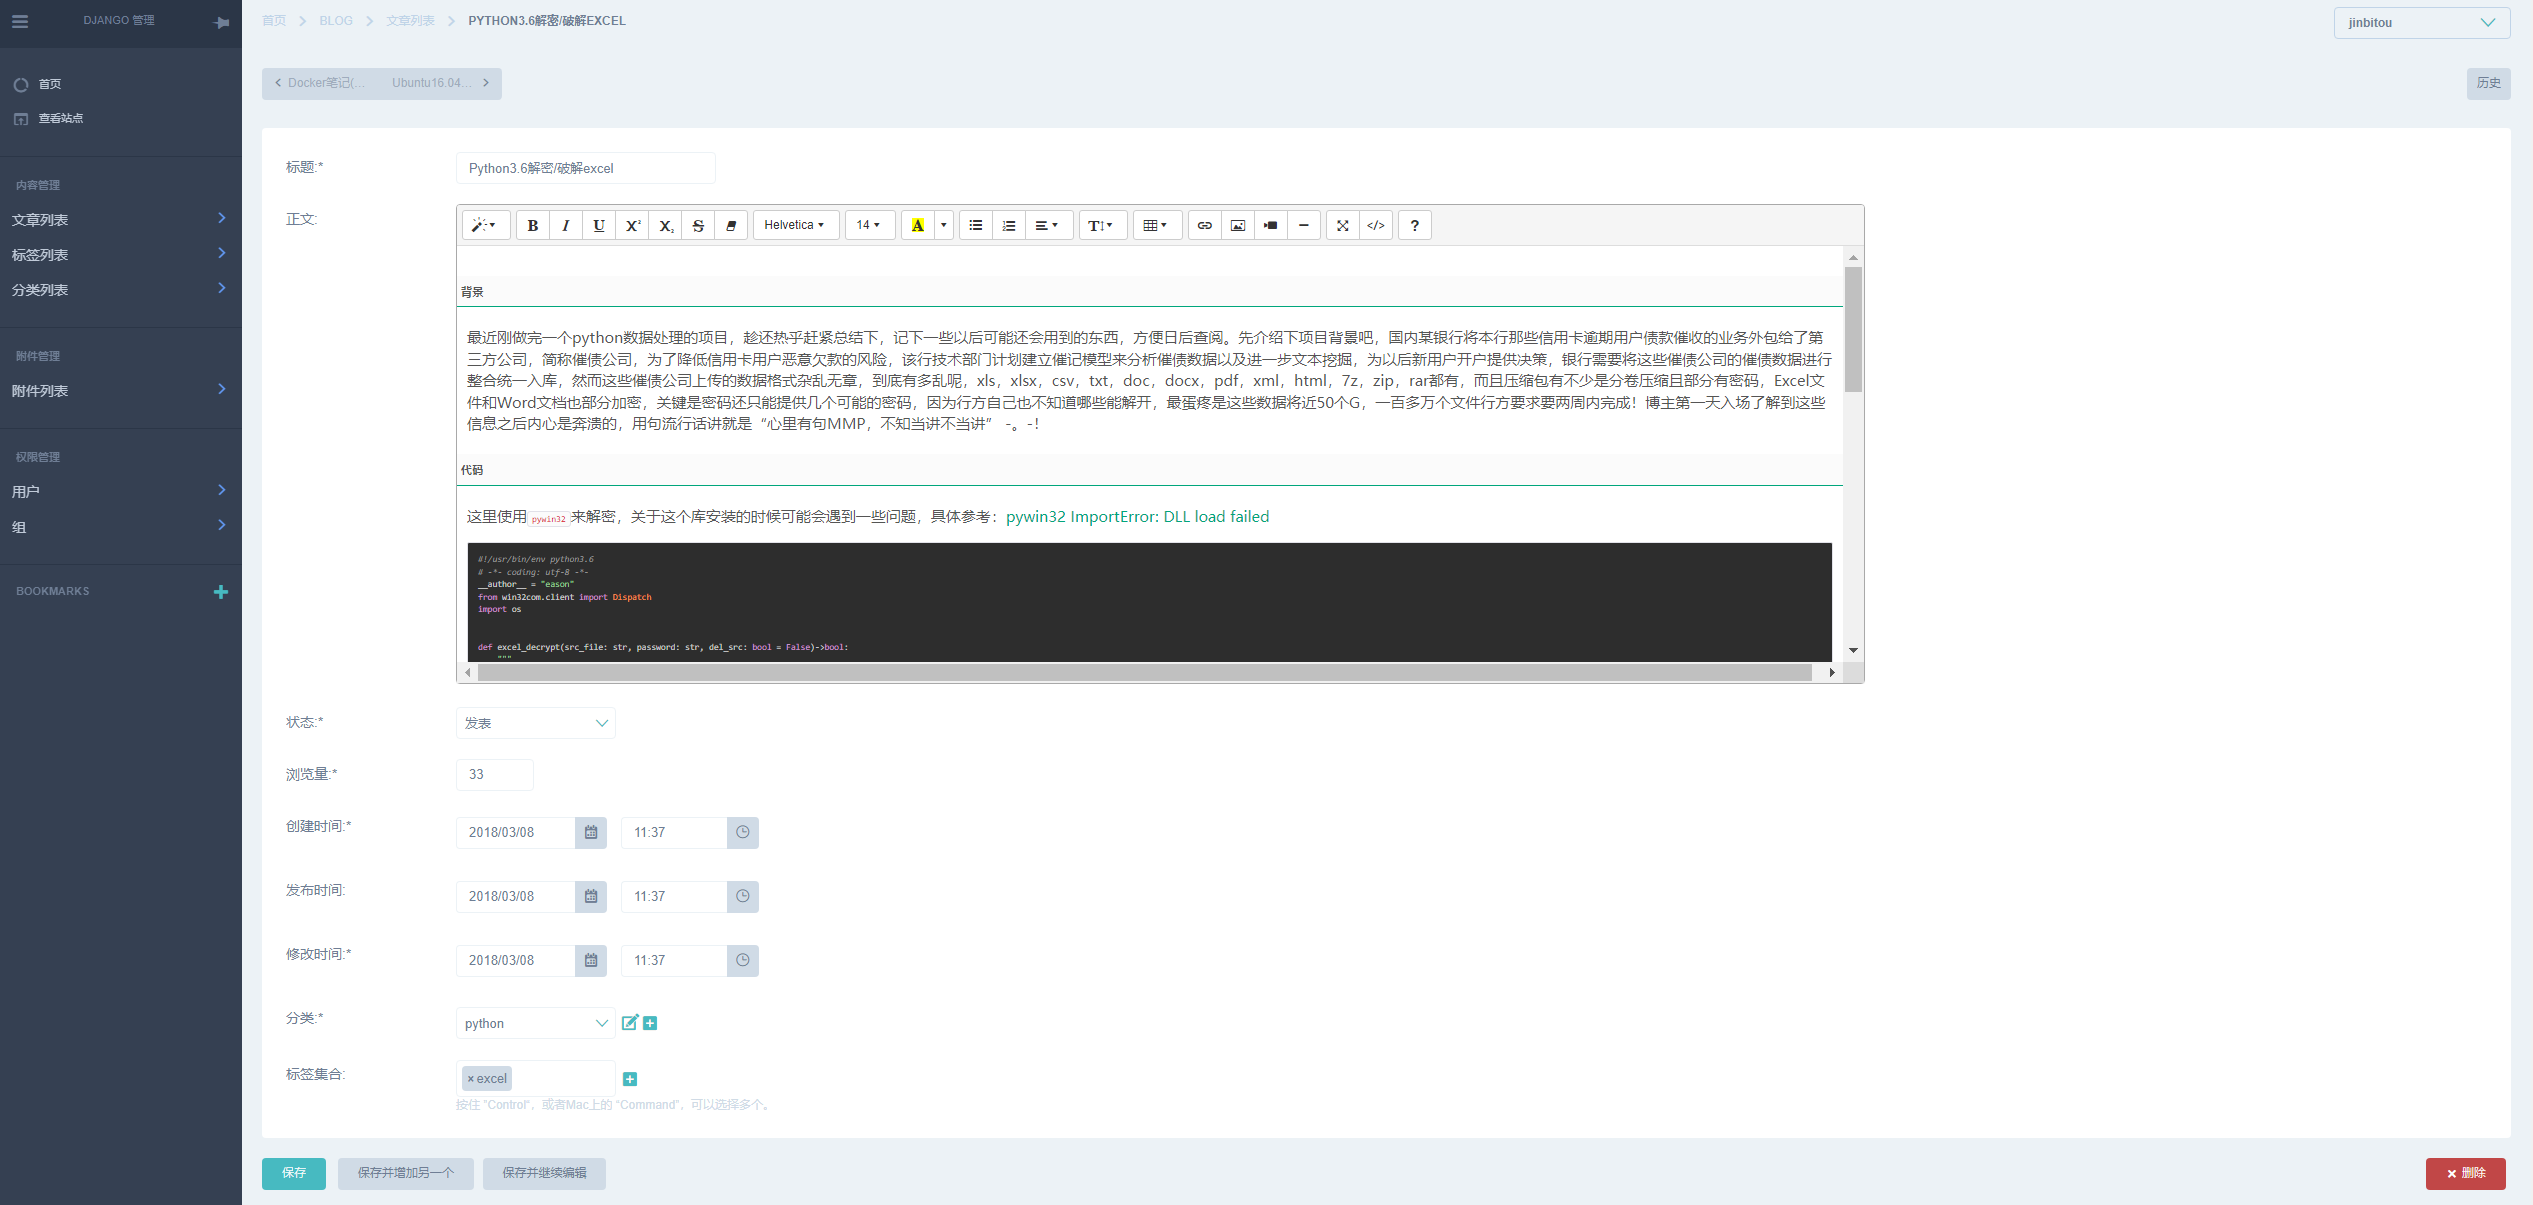 DJANGO 管理
首页
查看站点
内容管理
文章列表
标签列表
分类列表
附件管理
附件列表
权限管理
用户
组
BOOKMARKS
首页 BLOG 文章列表 PYTHON3.6解密/破解EXCEL
jinbitou
Docker笔记(... Ubuntu16.04...
历史
标题:* Python3.6解密/破解excel
正文:
B I U X² X₂ S Helvetica 14 A T </> ?
背景
最近刚做完一个python数据处理的项目，趁还热乎赶紧总结下，记下一些以后可能还会用到的东西，方便日后查阅。先介绍下项目背景吧，国内某银行将本行那些信用卡逾期用户债款催收的业务外包给了第
三方公司，简称催债公司，为了降低信用卡用户恶意欠款的风险，该行技术部门计划建立催记模型来分析催债数据以及进一步文本挖掘，为以后新用户开户提供决策，银行需要将这些催债公司的催债数据进行
整合统一入库，然而这些催债公司上传的数据格式杂乱无章，到底有多乱呢，xls，xlsx，csv，txt，doc，docx，pdf，xml，html，7z，zip，rar都有，而且压缩包有不少是分卷压缩且部分有密码，Excel文
件和Word文档也部分加密，关键是密码还只能提供几个可能的密码，因为行方自己也不知道哪些能解开，最蛋疼是这些数据将近50个G，一百多万个文件行方要求要两周内完成！博主第一天入场了解到这些
信息之后内心是奔溃的，用句流行话讲就是“心里有句MMP，不知当讲不当讲” -。-！
代码
这里使用pywin32来解密，关于这个库安装的时候可能会遇到一些问题，具体参考：pywin32 ImportError: DLL load failed
#!/usr/bin/env python3.6
# -*- coding: utf-8 -*-
__author__ = "eason"
from win32com.client import Dispatch
import os
def excel_decrypt(src_file: str, password: str, del_src: bool = False)->bool:
"""
状态:* 发表
浏览量:* 33
创建时间:* 2018/03/08 11:37
发布时间: 2018/03/08 11:37
修改时间:* 2018/03/08 11:37
分类:* python
标签集合: ×excel
按住 "Control"，或者Mac上的 "Command"，可以选择多个。
保存 保存并增加另一个 保存并继续编辑 × 删除